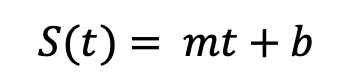 S(t) = mt + b